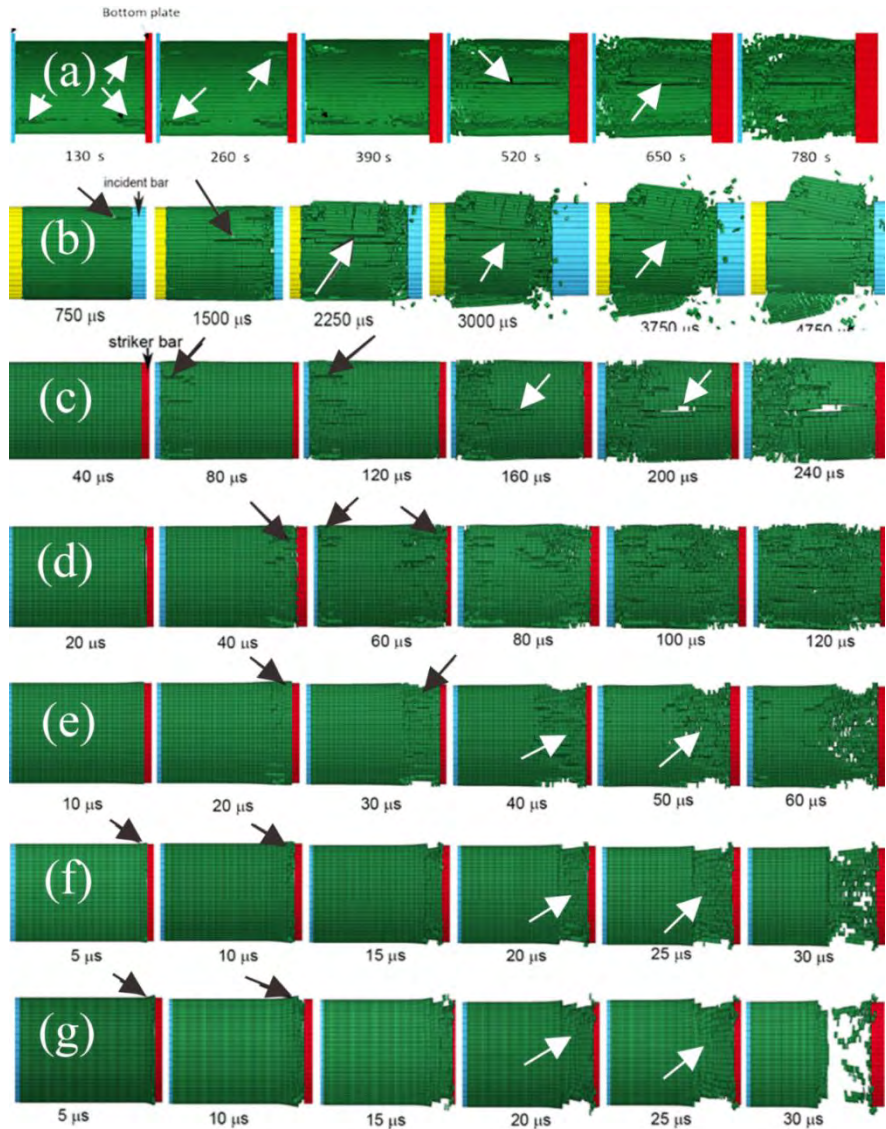 Bottom plate
(a)
130 s 260 s 390 s 520 s 650 s 780 s
incident bar
(b)
750 µs 1500 µs 2250 µs 3000 µs 3750 µs 4750 µs
striker bar
(c)
40 µs 80 µs 120 µs 160 µs 200 µs 240 µs
(d)
20 µs 40 µs 60 µs 80 µs 100 µs 120 µs
(e)
10 µs 20 µs 30 µs 40 µs 50 µs 60 µs
(f)
5 µs 10 µs 15 µs 20 µs 25 µs 30 µs
(g)
5 µs 10 µs 15 µs 20 µs 25 µs 30 µs